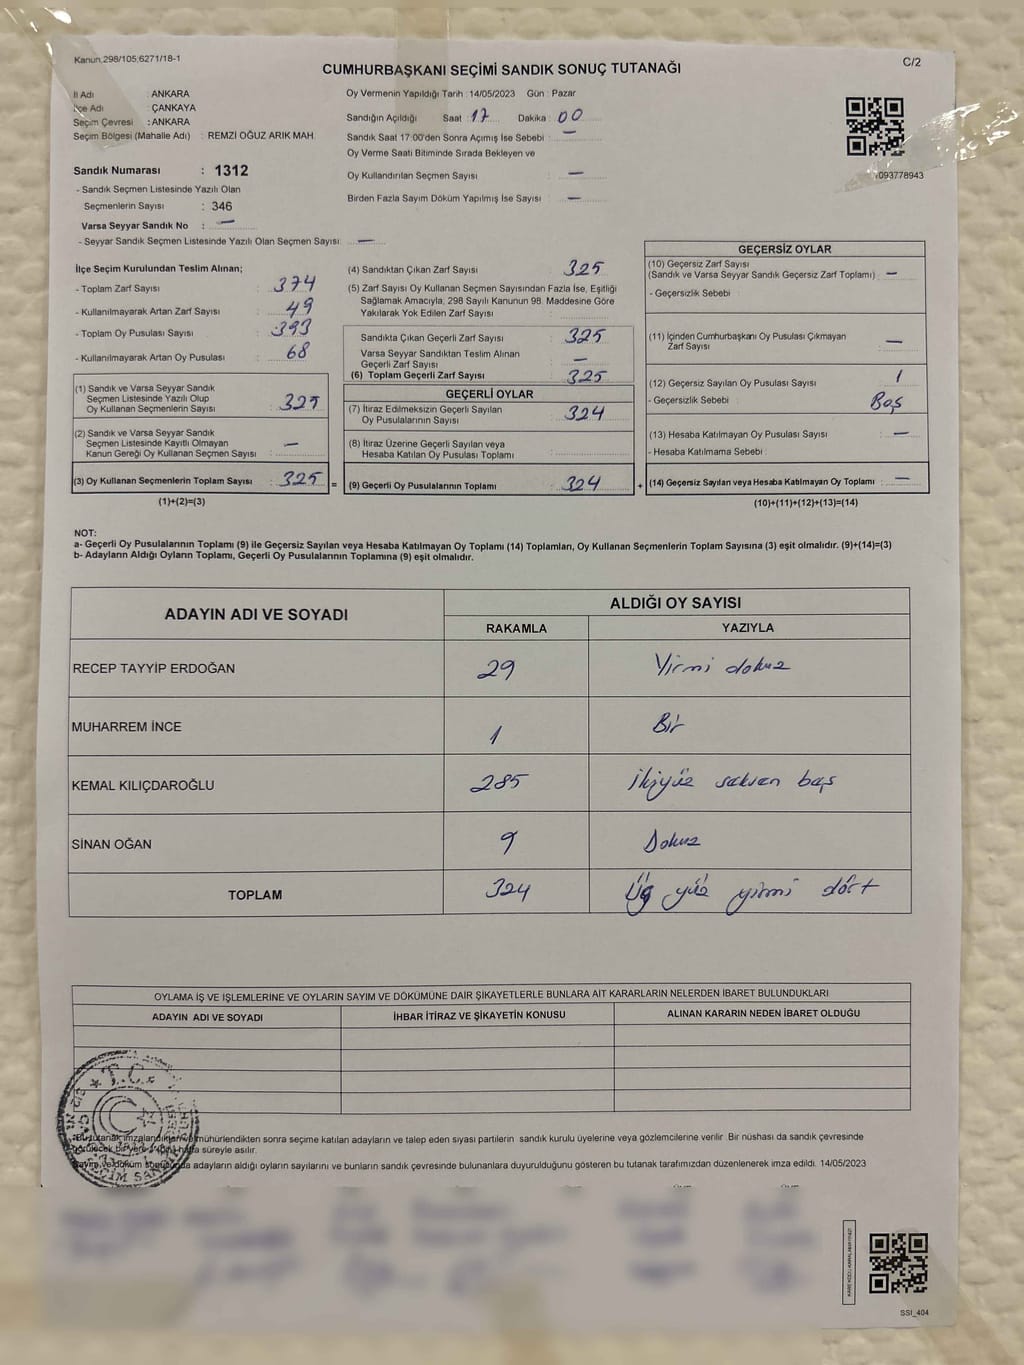 Kanun,298/105;6271/18-1
C/2
CUMHURBAŞKANI SEÇİMİ SANDIK SONUÇ TUTANAĞI
İl Adı : ANKARA
İlçe Adı : ÇANKAYA
Seçim Çevresi : ANKARA
Seçim Bölgesi (Mahalle Adı) : REMZİ OĞUZ ARIK MAH.
Sandık Numarası : 1312
- Sandık Seçmen Listesinde Yazılı Olan
Seçmenlerin Sayısı : 346
Varsa Seyyar Sandık No : —
- Seyyar Sandık Seçmen Listesinde Yazılı Olan Seçmen Sayısı: —
Oy Vermenin Yapıldığı Tarih : 14/05/2023 Gün : Pazar
Sandığın Açıldığı Saat : 17 Dakika : 00
Sandık Saat 17:00'den Sonra Açımış İse Sebebi : —
Oy Verme Saati Bitiminde Sırada Bekleyen ve
Oy Kullandırılan Seçmen Sayısı : —
Birden Fazla Sayım Döküm Yapılmış İse Sayısı : —
1093778943
İlçe Seçim Kurulundan Teslim Alınan;
- Toplam Zarf Sayısı : 374
- Kullanılmayarak Artan Zarf Sayısı : 49
- Toplam Oy Pusulası Sayısı : 393
- Kullanılmayarak Artan Oy Pusulası : 68
(1) Sandık ve Varsa Seyyar Sandık
Seçmen Listesinde Yazılı Olup
Oy Kullanan Seçmenlerin Sayısı : 325
(2) Sandık ve Varsa Seyyar Sandık
Seçmen Listesinde Kayıtlı Olmayan
Kanun Gereği Oy Kullanan Seçmen Sayısı : —
(3) Oy Kullanan Seçmenlerin Toplam Sayısı : 325
(1)+(2)=(3)
=
(4) Sandıktan Çıkan Zarf Sayısı : 325
(5) Zarf Sayısı Oy Kullanan Seçmen Sayısından Fazla İse, Eşitliği
Sağlamak Amacıyla, 298 Sayılı Kanunun 98. Maddesine Göre
Yakılarak Yok Edilen Zarf Sayısı :
Sandıkta Çıkan Geçerli Zarf Sayısı : 325
Varsa Seyyar Sandıktan Teslim Alınan
Geçerli Zarf Sayısı : —
(6) Toplam Geçerli Zarf Sayısı : 325
GEÇERLİ OYLAR
(7) İtiraz Edilmeksizin Geçerli Sayılan
Oy Pusulalarının Sayısı : 324
(8) İtiraz Üzerine Geçerli Sayılan veya
Hesaba Katılan Oy Pusulası Toplamı :
(9) Geçerli Oy Pusulalarının Toplamı : 324
+
GEÇERSİZ OYLAR
(10) Geçersiz Zarf Sayısı
(Sandık ve Varsa Seyyar Sandık Geçersiz Zarf Toplamı) : —
- Geçersizlik Sebebi :
(11) İçinden Cumhurbaşkanı Oy Pusulası Çıkmayan
Zarf Sayısı : —
(12) Geçersiz Sayılan Oy Pusulası Sayısı : 1
- Geçersizlik Sebebi : Boş
(13) Hesaba Katılmayan Oy Pusulası Sayısı : —
- Hesaba Katılmama Sebebi :
(14) Geçersiz Sayılan veya Hesaba Katılmayan Oy Toplamı : —
(10)+(11)+(12)+(13)=(14)
NOT:
a- Geçerli Oy Pusulalarının Toplamı (9) ile Geçersiz Sayılan veya Hesaba Katılmayan Oy Toplamı (14) Toplamları, Oy Kullanan Seçmenlerin Toplam Sayısına (3) eşit olmalıdır. (9)+(14)=(3)
b- Adayların Aldığı Oyların Toplamı, Geçerli Oy Pusulalarının Toplamına (9) eşit olmalıdır.
ADAYIN ADI VE SOYADI
ALDIĞI OY SAYISI
RAKAMLA YAZIYLA
RECEP TAYYİP ERDOĞAN 29 Yirmi dokuz
MUHARREM İNCE 1 Bir
KEMAL KILIÇDAROĞLU 285 İkiyüz seksen beş
SİNAN OĞAN 9 Dokuz
TOPLAM 324 Üç yüz yirmi dört
OYLAMA İŞ VE İŞLEMLERİNE VE OYLARIN SAYIM VE DÖKÜMÜNE DAİR ŞİKAYETLERLE BUNLARA AİT KARARLARIN NELERDEN İBARET BULUNDUKLARI
ADAYIN ADI VE SOYADI İHBAR İTİRAZ VE ŞİKAYETİN KONUSU ALINAN KARARIN NEDEN İBARET OLDUĞU
T.C.
Bu tutanak imzalandıktan ve mühürlendikten sonra seçime katılan adayların ve talep eden siyasi partilerin sandık kurulu üyelerine veya gözlemcilerine verilir. Bir nüshası da sandık çevresinde
süreyle asılır.
adayların aldığı oyların sayılarını ve bunların sandık çevresinde bulunanlara duyurulduğunu gösteren bu tutanak tarafımızdan düzenlenerek imza edildi. 14/05/2023
SSI_404